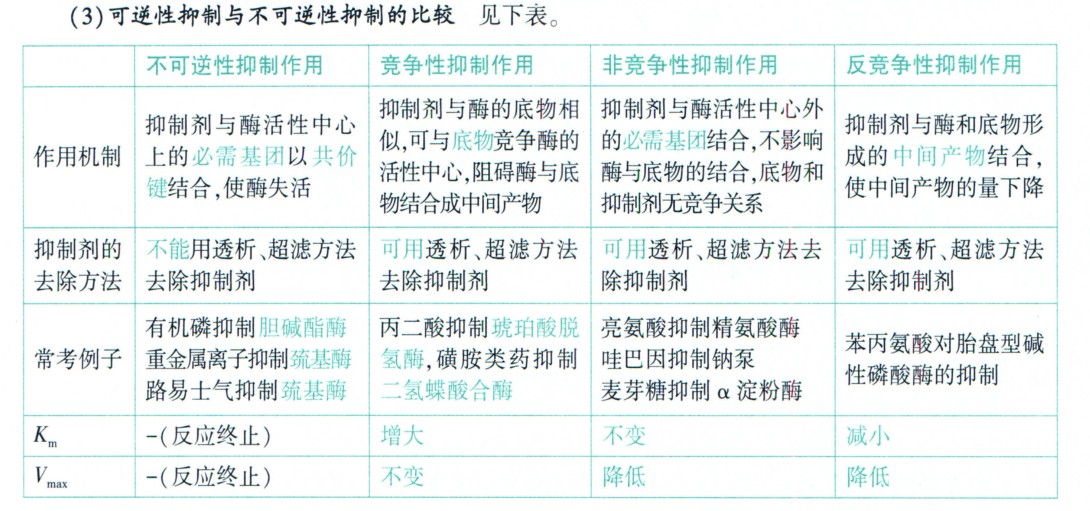 (3)可逆性抑制与不可逆性抑制的比较 见下表。
不可逆性抑制作用 竞争性抑制作用 非竞争性抑制作用 反竞争性抑制作用
作用机制
抑制剂与酶活性中心
上的必需基团以共价
键结合,使酶失活
抑制剂与酶的底物相
似,可与底物竞争酶的
活性中心,阻碍酶与底
物结合成中间产物
抑制剂与酶活性中心外
的必需基团结合,不影响
酶与底物的结合,底物和
抑制剂无竞争关系
抑制剂与酶和底物形
成的中间产物结合,
使中间产物的量下降
抑制剂的
去除方法
不能用透析、超滤方法
去除抑制剂
可用透析、超滤方法
去除抑制剂
可用透析、超滤方法去
除抑制剂
可用透析、超滤方法
去除抑制剂
常考例子
有机磷抑制胆碱酯酶
重金属离子抑制巯基酶
路易士气抑制巯基酶
丙二酸抑制琥珀酸脱
氢酶,磺胺类药抑制
二氢蝶酸合酶
亮氨酸抑制精氨酸酶
哇巴因抑制钠泵
麦芽糖抑制 α 淀粉酶
苯丙氨酸对胎盘型碱
性磷酸酶的抑制
Km -(反应终止) 增大 不变 减小
Vmax -(反应终止) 不变 降低 降低